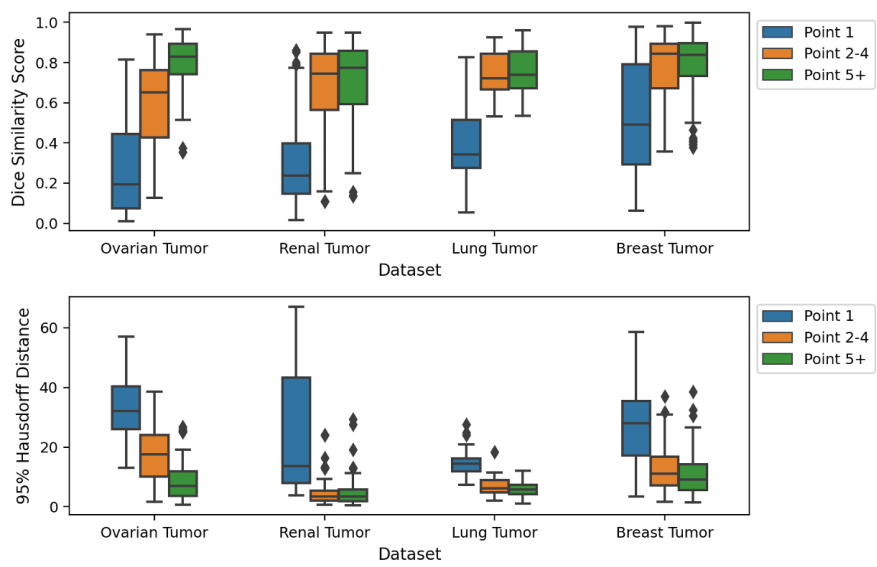 Dice Similarity Score
1.0
0.8
0.6
0.4
0.2
0.0
Ovarian Tumor Renal Tumor Lung Tumor Breast Tumor
Dataset
Point 1
Point 2-4
Point 5+
95% Hausdorff Distance
60
40
20
0
Ovarian Tumor Renal Tumor Lung Tumor Breast Tumor
Dataset
Point 1
Point 2-4
Point 5+